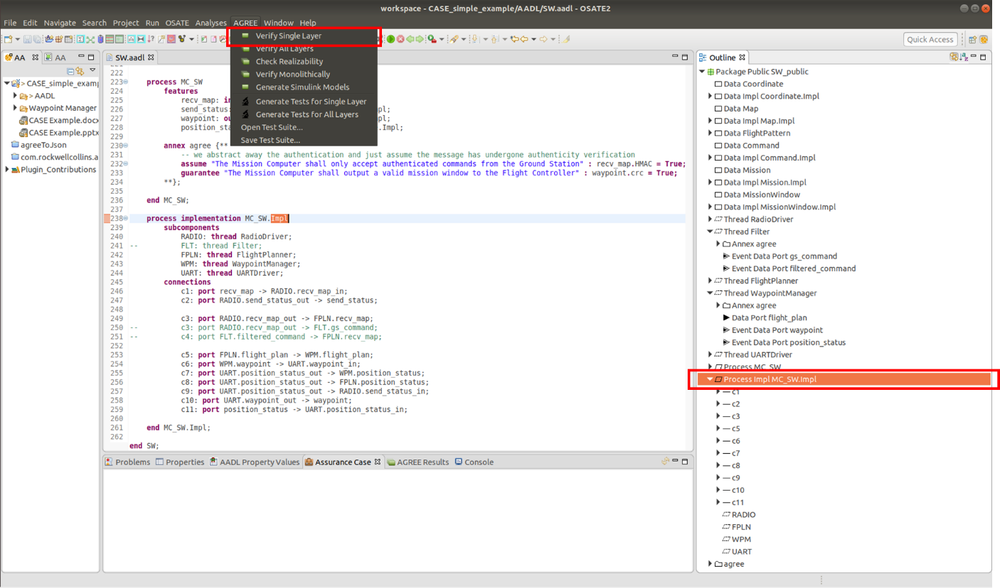 workspace - CASE_simple_example/AADL/SW.aadl - OSATE2
File Edit Navigate Search Project Run OSATE Analyses AGREE Window Help
Quick Access
Verify Single Layer
Verify All Layers
Check Realizability
Verify Monolithically
Generate Simulink Models
Generate Tests for Single Layer
Generate Tests for All Layers
Open Test Suite...
Save Test Suite...
AA
AA
> CASE_simple_examp
> AADL
Waypoint Manager
CASE Example.docx
CASE Example.pptx
agreeToJson
com.rockwellcollins.a
Plugin_Contributions
SW.aadl
222
223 process MC_SW
224 features
225 recv_map: in
226 send_status: pl;
227 waypoint: ou pl;
228 position_sta .Impl;
229
230 annex agree {**
231 -- we abstract away the authentication and just assume the message has undergone authenticity verification
232 assume "The Mission Computer shall only accept authenticated commands from the Ground Station" : recv_map.HMAC = True;
233 guarantee "The Mission Computer shall output a valid mission window to the Flight Controller" : waypoint.crc = True;
234 **};
235
236 end MC_SW;
237
238 process implementation MC_SW.Impl
239 subcomponents
240 RADIO: thread RadioDriver;
241 -- FLT: thread Filter;
242 FPLN: thread FlightPlanner;
243 WPM: thread WaypointManager;
244 UART: thread UARTDriver;
245 connections
246 c1: port recv_map -> RADIO.recv_map_in;
247 c2: port RADIO.send_status_out -> send_status;
248
249 c3: port RADIO.recv_map_out -> FPLN.recv_map;
250 -- c3: port RADIO.recv_map_out -> FLT.gs_command;
251 -- c4: port FLT.filtered_command -> FPLN.recv_map;
252
253 c5: port FPLN.flight_plan -> WPM.flight_plan;
254 c6: port WPM.waypoint -> UART.waypoint_in;
255 c7: port UART.position_status_out -> WPM.position_status;
256 c8: port UART.position_status_out -> FPLN.position_status;
257 c9: port UART.position_status_out -> RADIO.send_status_in;
258 c10: port UART.waypoint_out -> waypoint;
259 c11: port position_status -> UART.position_status_in;
260
261 end MC_SW.Impl;
262
end SW;
Problems Properties AADL Property Values Assurance Case AGREE Results Console
Outline
Package Public SW_public
Data Coordinate
Data Impl Coordinate.Impl
Data Map
Data Impl Map.Impl
Data FlightPattern
Data Command
Data Impl Command.Impl
Data Mission
Data Impl Mission.Impl
Data MissionWindow
Data Impl MissionWindow.Impl
Thread RadioDriver
Thread Filter
Annex agree
Event Data Port gs_command
Event Data Port filtered_command
Thread FlightPlanner
Thread WaypointManager
Annex agree
Data Port flight_plan
Event Data Port waypoint
Event Data Port position_status
Thread UARTDriver
Process MC_SW
Process Impl MC_SW.Impl
c1
c2
c3
c5
c6
c7
c8
c9
c10
c11
RADIO
FPLN
WPM
UART
agree